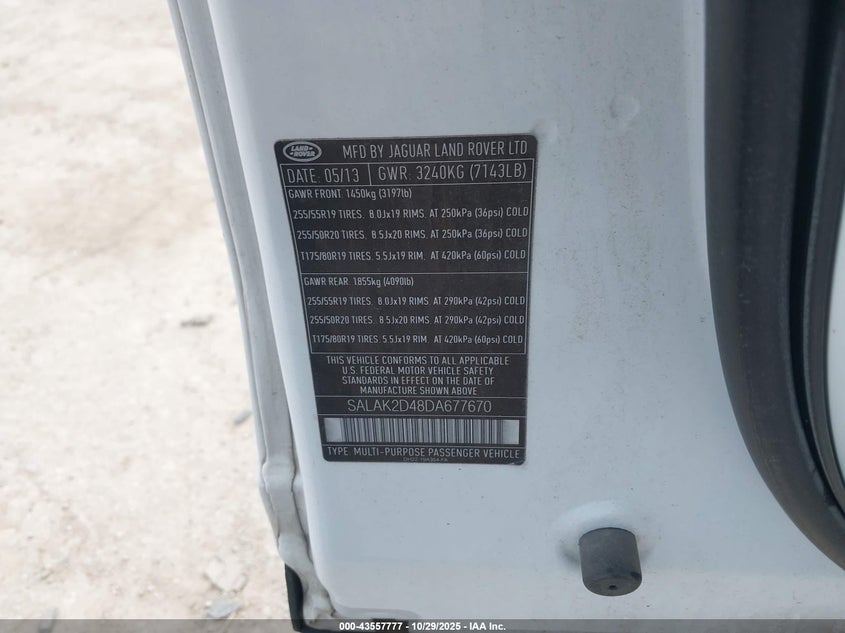 LAND-ROVER MFD BY JAGUAR LAND ROVER LTD
DATE: 05/13 GWR: 3240KG (7143LB)
GAWR FRONT. 1450kg (3197lb)
255/55R19 TIRES. 8.0Jx19 RIMS. AT 250kPa (36psi) COLD
255/50R20 TIRES. 8.5Jx20 RIMS. AT 250kPa (36psi) COLD
T175/80R19 TIRES. 5.5Jx19 RIM. AT 420kPa (60psi) COLD
GAWR REAR. 1855kg (4090lb)
255/55R19 TIRES. 8.0Jx19 RIMS. AT 290kPa (42psi) COLD
255/50R20 TIRES. 8.5Jx20 RIMS. AT 290kPa (42psi) COLD
T175/80R19 TIRES. 5.5Jx19 RIM. AT 420kPa (60psi) COLD
THIS VEHICLE CONFORMS TO ALL APPLICABLE
U.S. FEDERAL MOTOR VEHICLE SAFETY
STANDARDS IN EFFECT ON THE DATE OF
MANUFACTURE SHOWN ABOVE
SALAK2D48DA677670
TYPE. MULTI-PURPOSE PASSENGER VEHICLE
000-43557777 - 10/29/2025 - IAA Inc.